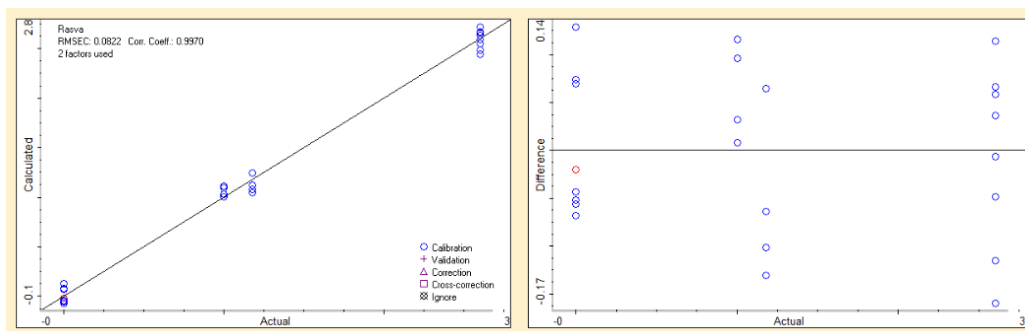 2.8
Rasva
RMSEC: 0.0822 Corr. Coeff.: 0.9970
2 factors used
Calculated
Calibration
Validation
Correction
Cross-correction
Ignore
-0.1
-0
Actual
3
0.14
Difference
-0.17
-0
Actual
3